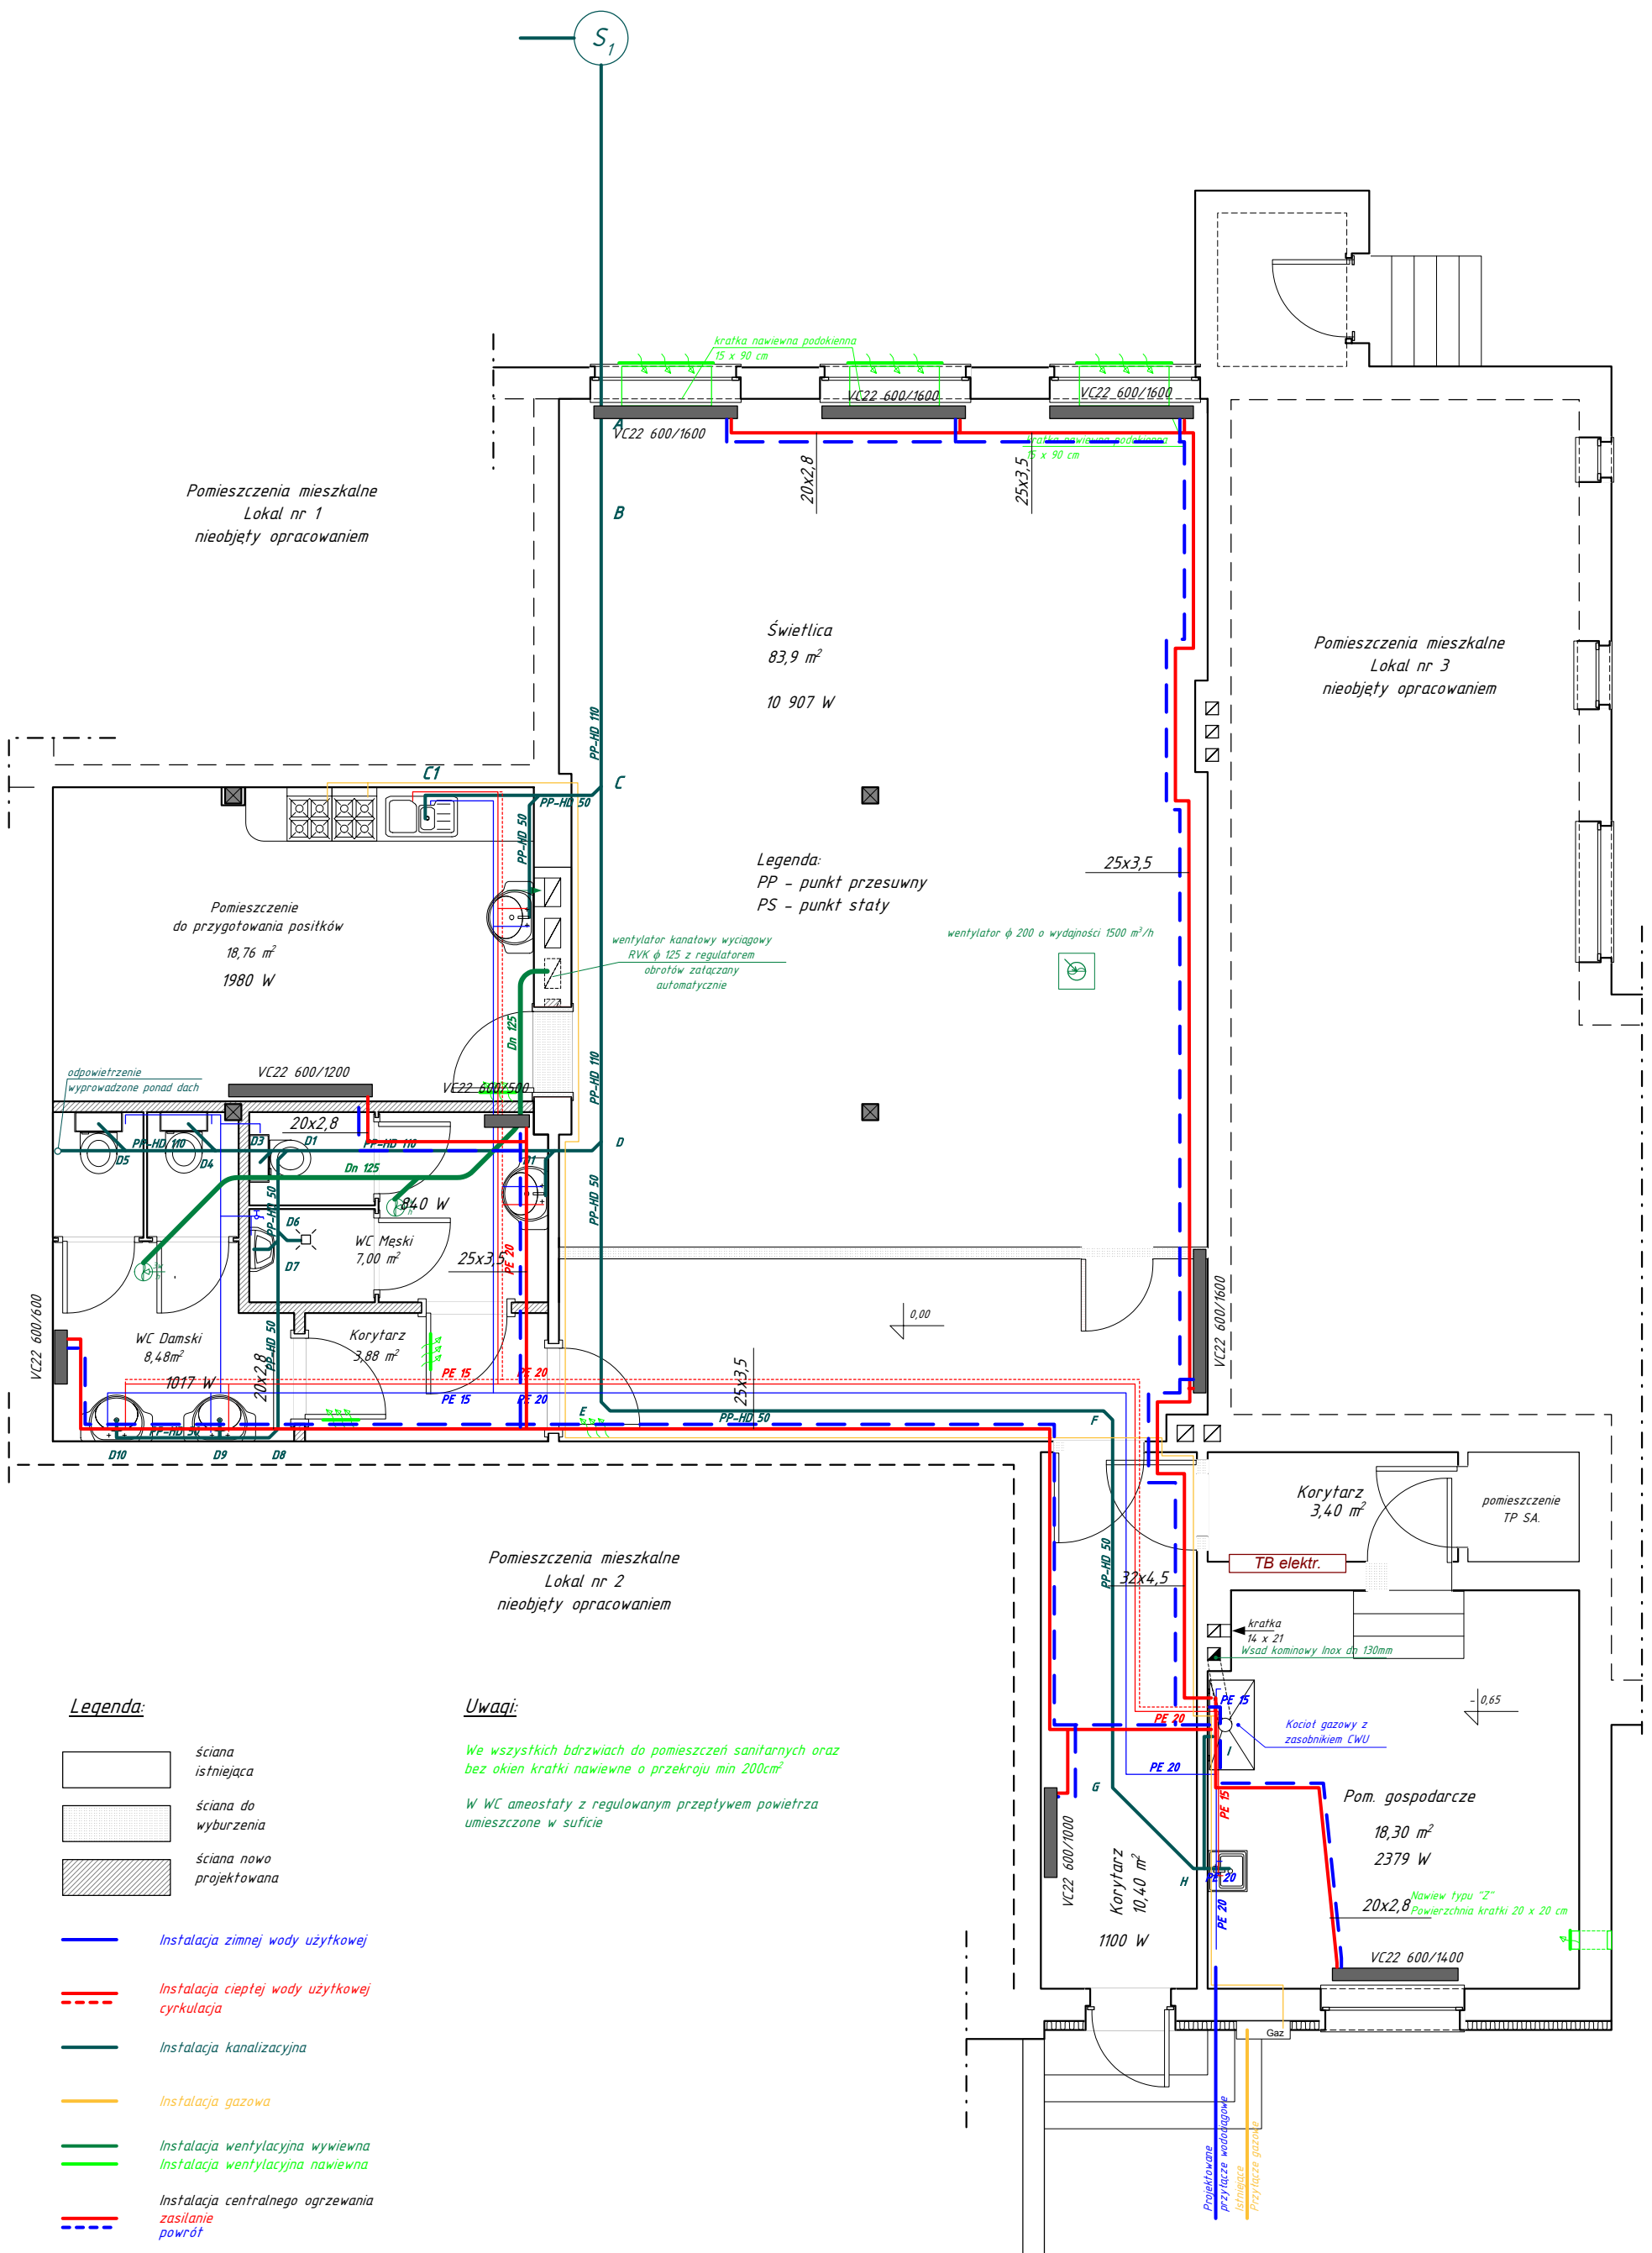 S1
kratka nawiewna podokienna
15 x 90 cm
VC22 600/1600
VC22 600/1600
A
VC22 600/1600
kratka nawiewna podokienna
15 x 90 cm
20x2,8
25x3,5
Pomieszczenia mieszkalne
Lokal nr 1
nieobjęty opracowaniem
B
Świetlica
83,9 m²
10 907 W
Pomieszczenia mieszkalne
Lokal nr 3
nieobjęty opracowaniem
PP-HD 110
C1
C
PP-HD 50
PP-HD 50
Legenda:
PP - punkt przesuwny
PS - punkt stały
25x3,5
Pomieszczenie
do przygotowania posiłków
18,76 m²
1980 W
wentylator kanałowy wyciągowy
RVK ϕ 125 z regulatorem
obrotów załączany
automatycznie
wentylator ϕ 200 o wydajności 1500 m³/h
Dn 125
PP-HD 110
odpowietrzenie
wyprowadzone ponad dach
VC22 600/1200
VC22 600/500
20x2,8
PP-HD 110
D5
D4
D3
D1
PP-HD 110
D
D1
Dn 125
PP-HD 50
PP-HD 50
840 W
D6
D7
WC Męski
7,00 m²
25x3,5
PE 20
VC22 600/600
WC Damski
8,48m²
1017 W
PP-HD 50
20x2,8
Korytarz
3,88 m²
PE 15
PE 20
PE 15
PE 20
0,00
VC22 600/1600
25x3,5
E
PP-HD 50
F
PP-HD 50
D10
D9
D8
Korytarz
3,40 m²
pomieszczenie
TP SA.
TB elektr.
PP-HD 50
32x4,5
kratka
14 x 21
Wsad kominowy Inox dn 130mm
Pomieszczenia mieszkalne
Lokal nr 2
nieobjęty opracowaniem
PE 15
PE 20
- 0,65
Kocioł gazowy z
zasobnikiem CWU
I
PE 20
G
PE 15
Pom. gospodarcze
18,30 m²
2379 W
VC22 600/1000
Korytarz
10,40 m²
1100 W
H
PE 20
PE 20
20x2,8
Nawiew typu "Z"
Powierzchnia kratki 20 x 20 cm
VC22 600/1400
Gaz
Projektowane
przyłącze wodociągowe
Istniejące
Przyłącze gazowe
Legenda:
ściana
istniejąca
ściana do
wyburzenia
ściana nowo
projektowana
Instalacja zimnej wody użytkowej
Instalacja ciepłej wody użytkowej
cyrkulacja
Instalacja kanalizacyjna
Instalacja gazowa
Instalacja wentylacyjna wywiewna
Instalacja wentylacyjna nawiewna
Instalacja centralnego ogrzewania
zasilanie
powrót
Uwagi:
We wszystkich bdrzwiach do pomieszczeń sanitarnych oraz
bez okien kratki nawiewne o przekroju min 200cm²
W WC ameostaty z regulowanym przepływem powietrza
umieszczone w suficie